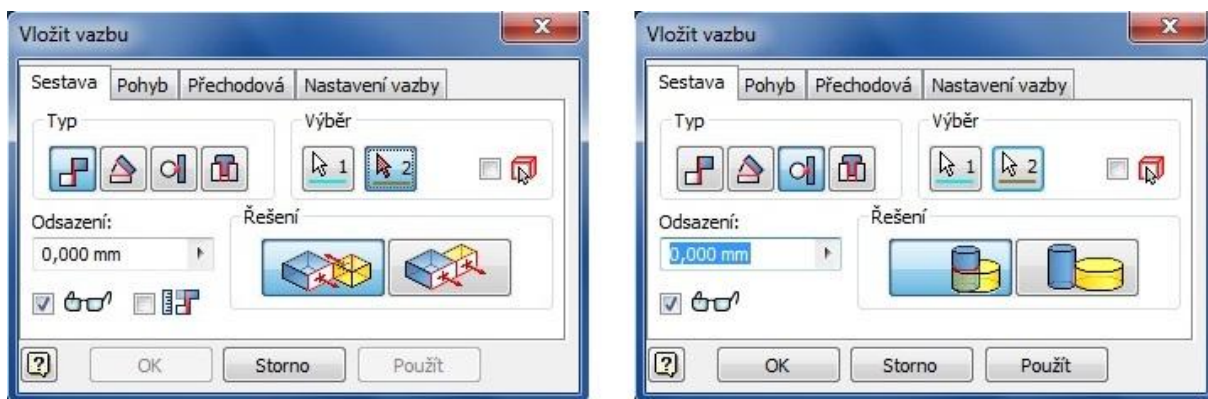 Vložit vazbu
Sestava Pohyb Přechodová Nastavení vazby
Typ Výběr
1 2
Odsazení: Řešení
0,000 mm
OK Storno Použít
Vložit vazbu
Sestava Pohyb Přechodová Nastavení vazby
Typ Výběr
1 2
Odsazení: Řešení
0,000 mm
OK Storno Použít